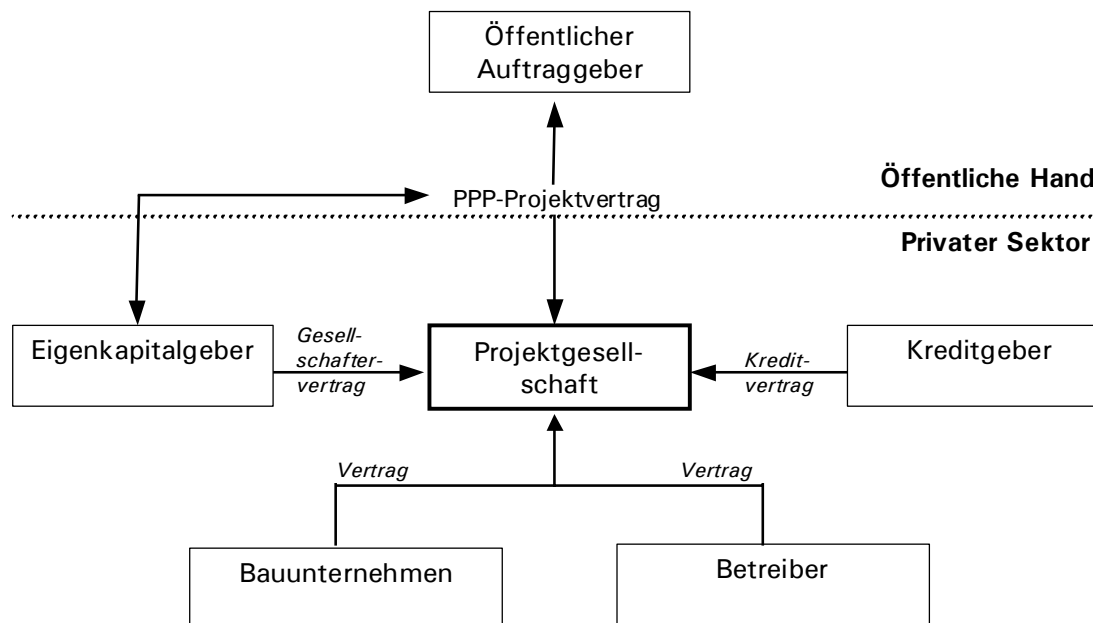 Öffentlicher
Auftraggeber
Öffentliche Hand
PPP-Projektvertrag
Privater Sektor
Eigenkapitalgeber
Gesell-
schafter-
vertrag
Projektgesell-
schaft
Kredit-
vertrag
Kreditgeber
Vertrag
Vertrag
Bauunternehmen
Betreiber